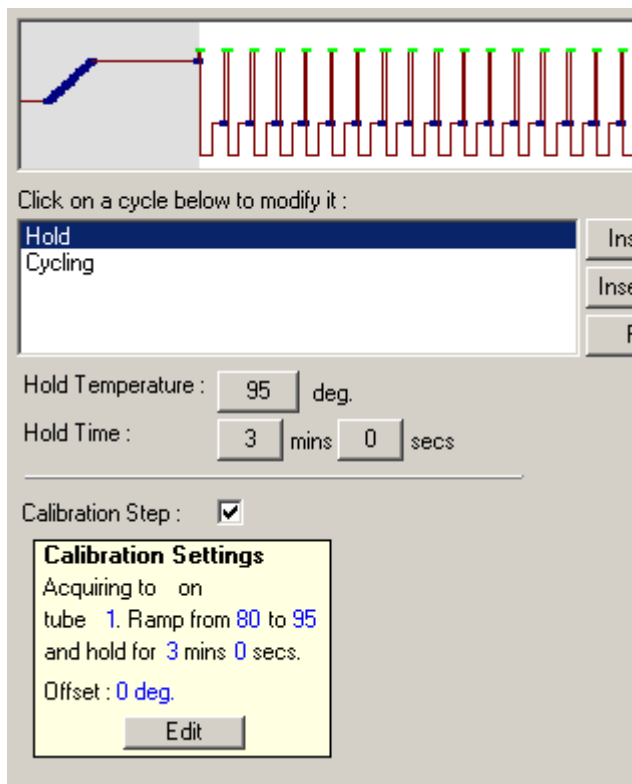 Click on a cycle below to modify it :
Hold
Cycling
Hold Temperature : 95 deg.
Hold Time : 3 mins 0 secs
Calibration Step :
Calibration Settings
Acquiring to on
tube 1. Ramp from 80 to 95
and hold for 3 mins 0 secs.
Offset : 0 deg.
Edit